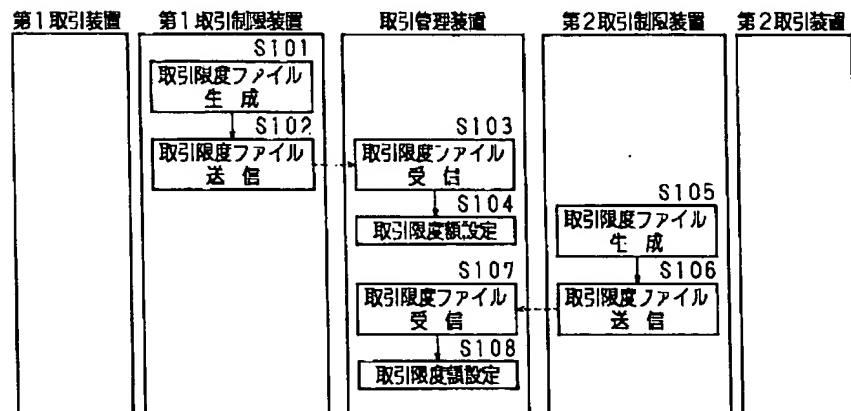 第1取引装置 第1取引制限装置 取引管理装置 第2取引制限装置 第2取引装置
S101
取引限度ファイル
生 成
S102
取引限度ファイル
送 信
S103
取引限度ファイル
受 信
S104
取引限度額設定
S105
取引限度ファイル
生 成
S106
取引限度ファイル
送 信
S107
取引限度ファイル
受 信
S108
取引限度額設定